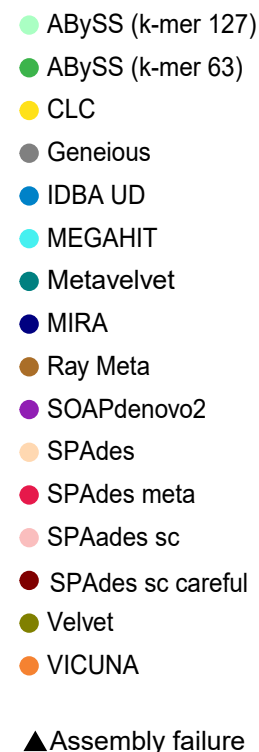 ABySS (k-mer 127)
ABySS (k-mer 63)
CLC
Geneious
IDBA UD
MEGAHIT
Metavelvet
MIRA
Ray Meta
SOAPdenovo2
SPAdes
SPAdes meta
SPAades sc
SPAdes sc careful
Velvet
VICUNA
Assembly failure